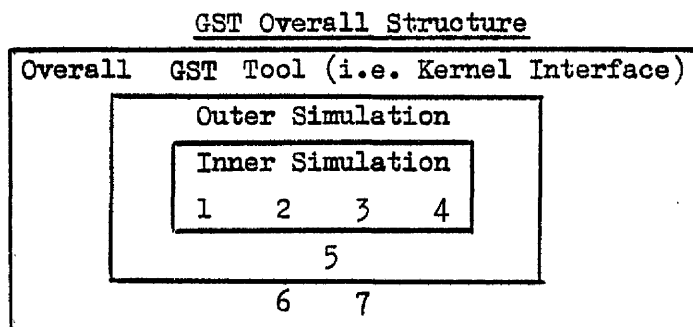 GST Overall Structure
Overall GST Tool (i.e. Kernel Interface)
Outer Simulation
Inner Simulation
1 2 3 4
5
6 7